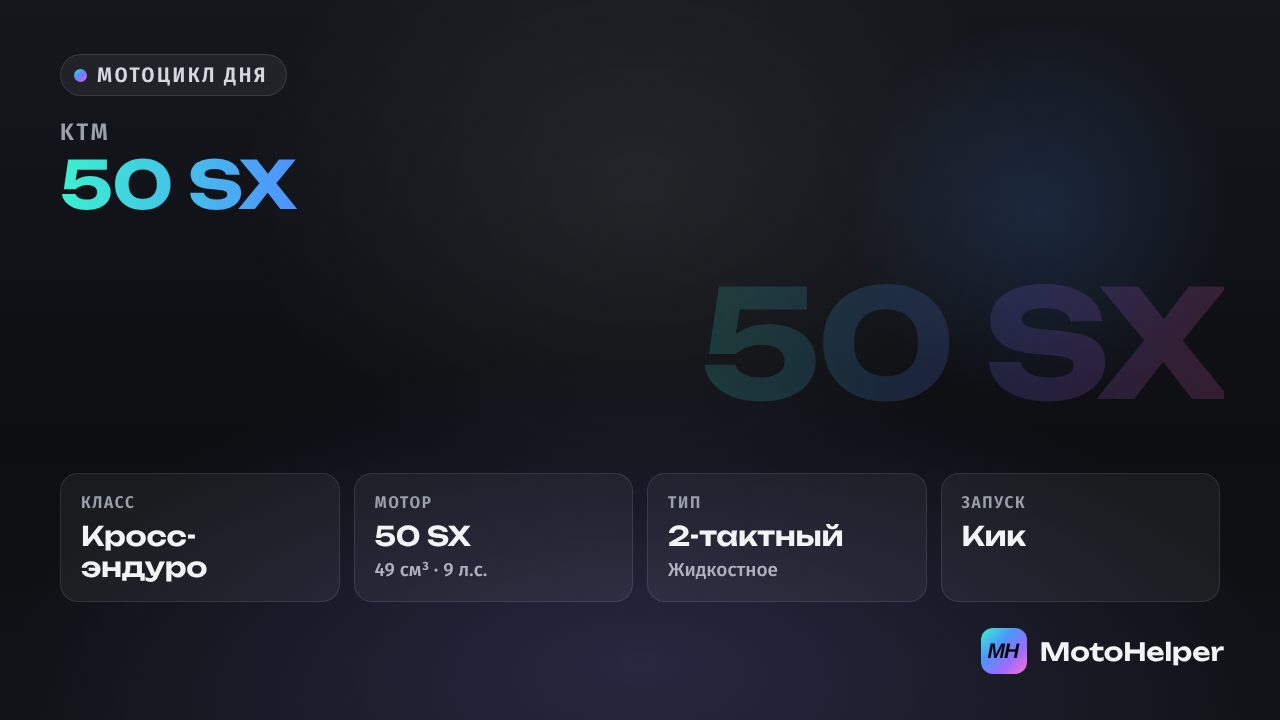 МОТОЦИКЛ ДНЯ
KTM
50 SX
50 SX
КЛАСС
Кросс-
эндуро
МОТОР
50 SX
49 см³ · 9 л.с.
ТИП
2-тактный
Жидкостное
ЗАПУСК
Кик
MH MotoHelper